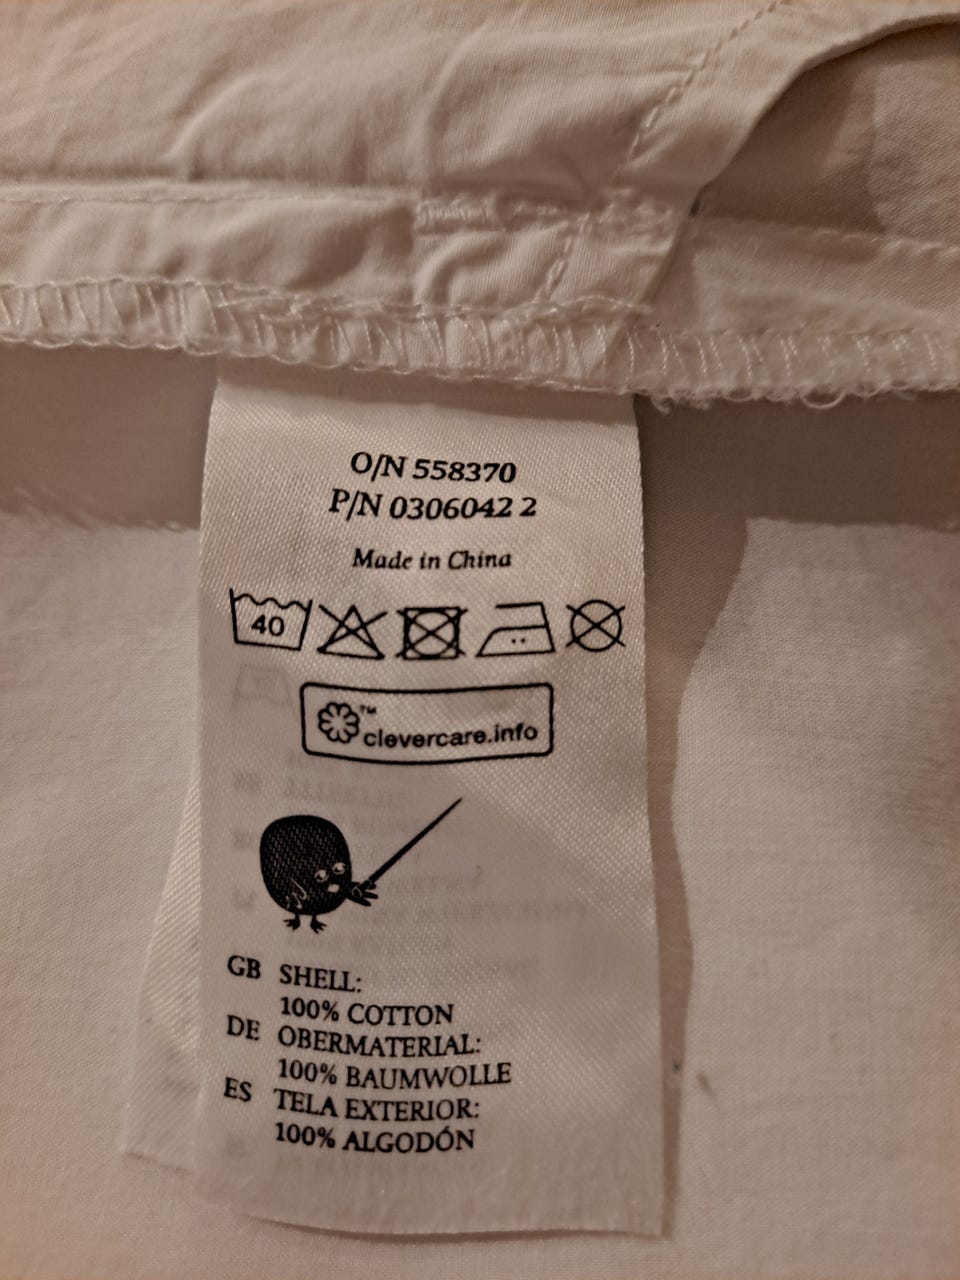 O/N 558370
P/N 0306042 2
Made in China
40
™
clevercare.info
GB SHELL:
100% COTTON
DE OBERMATERIAL:
100% BAUMWOLLE
ES TELA EXTERIOR:
100% ALGODÓN